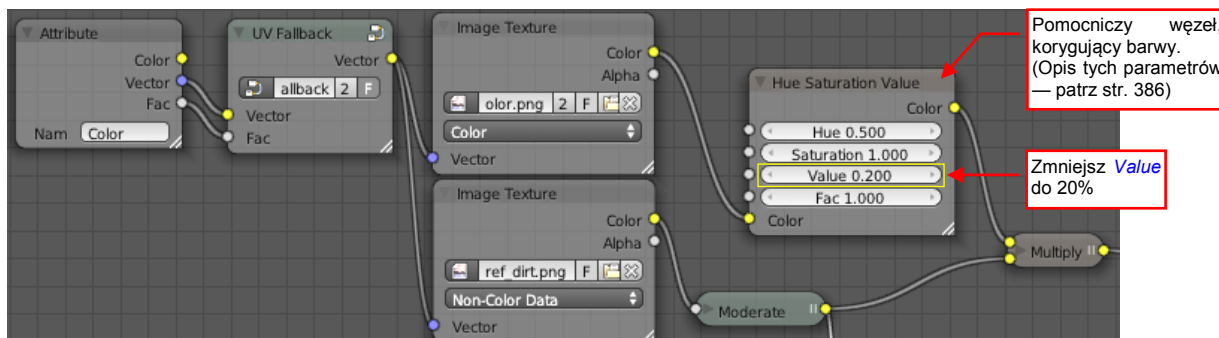 Attribute
Color
Vector
Fac
Nam Color
UV Fallback
Vector
allback 2 F
Vector
Fac
Image Texture
Color
Alpha
olor.png 2 F
Color
Vector
Image Texture
Color
Alpha
ref_dirt.png F
Non-Color Data
Vector
Hue Saturation Value
Color
Hue 0.500
Saturation 1.000
Value 0.200
Fac 1.000
Color
Moderate
Multiply
Pomocniczy węzeł,
korygujący barwy.
(Opis tych parametrów
— patrz str. 386)
Zmniejsz Value
do 20%